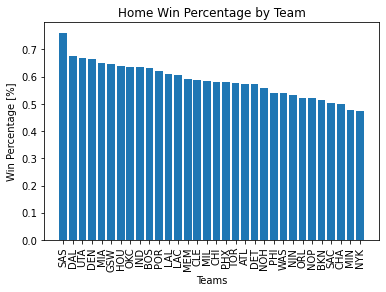 Home Win Percentage by Team
Win Percentage [%]
0.7
0.6
0.5
0.4
0.3
0.2
0.1
0.0
SAS
DAL
UTA
DEN
MIA
GSW
HOU
OKC
IND
BOS
POR
LAL
LAC
MEM
CLE
MIL
CHI
PHX
TOR
ATL
DET
NOH
PHI
WAS
NJN
ORL
NOP
BKN
SAC
CHA
MIN
NYK
Teams